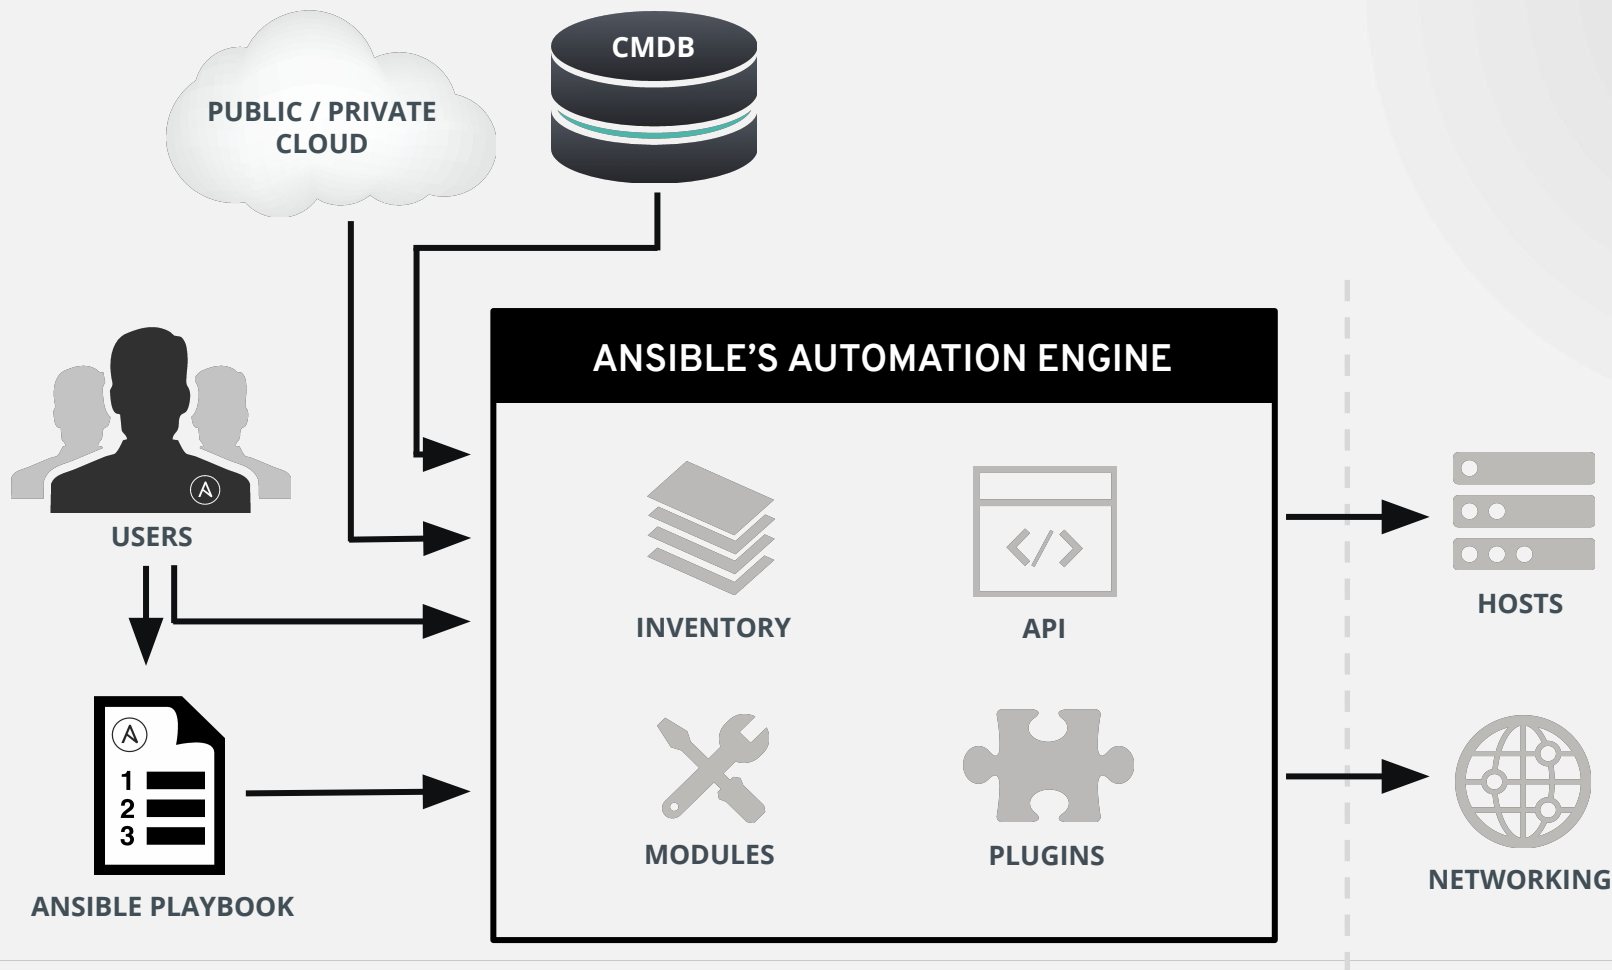 PUBLIC / PRIVATE
CLOUD
CMDB
ANSIBLE’S AUTOMATION ENGINE
USERS
INVENTORY
API
HOSTS
1
2
3
MODULES
PLUGINS
NETWORKING
ANSIBLE PLAYBOOK